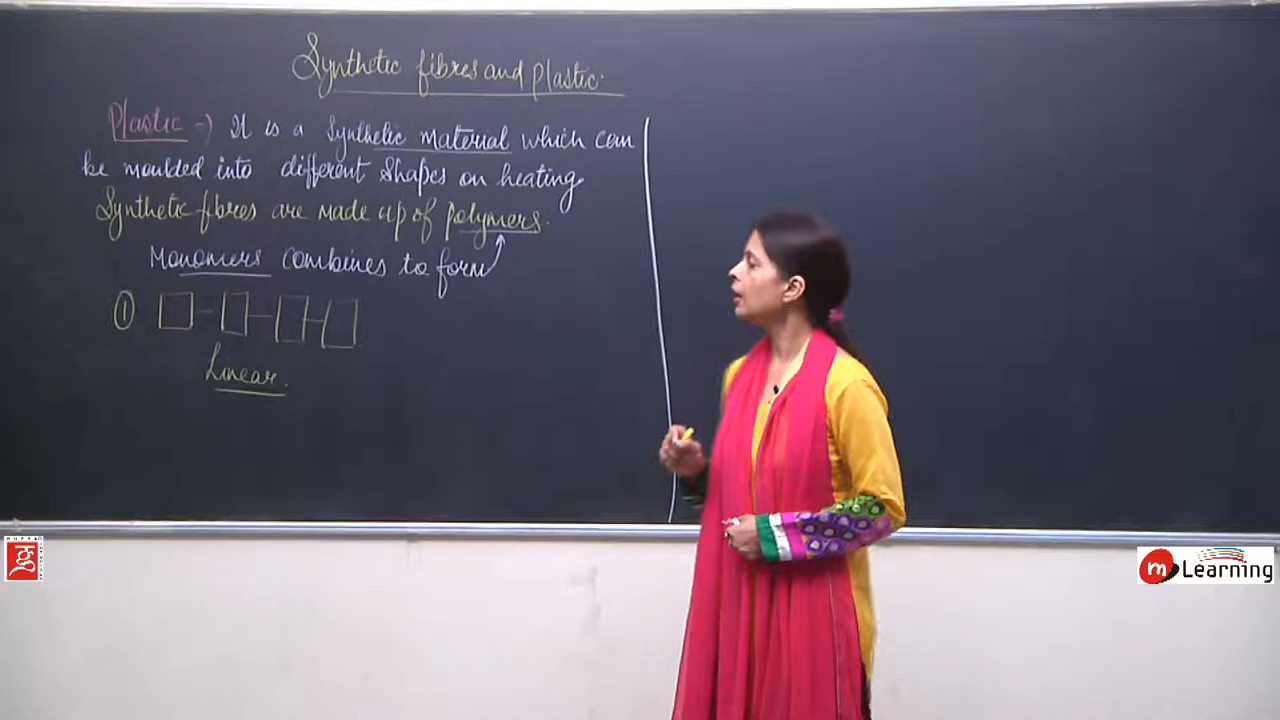 Synthetic fibres and plastic.
Plastic => It is a synthetic material which can
be moulded into different shapes on heating.
Synthetic fibres are made up of polymers.
Monomers combines to form
①
Linear.
m Learning